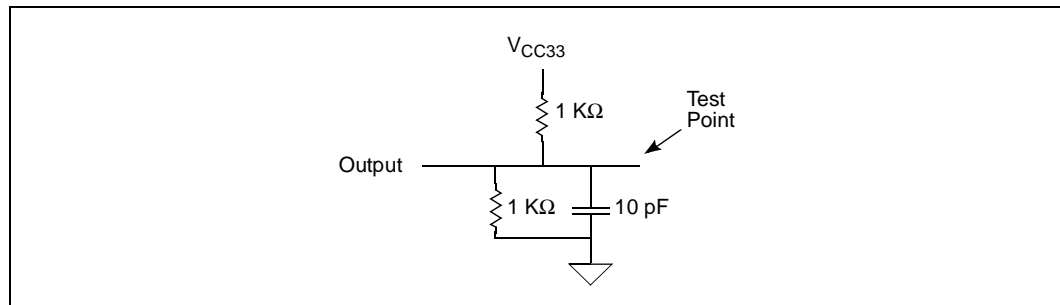 VCC33
1 KΩ
Test
Point
Output
1 KΩ
10 pF